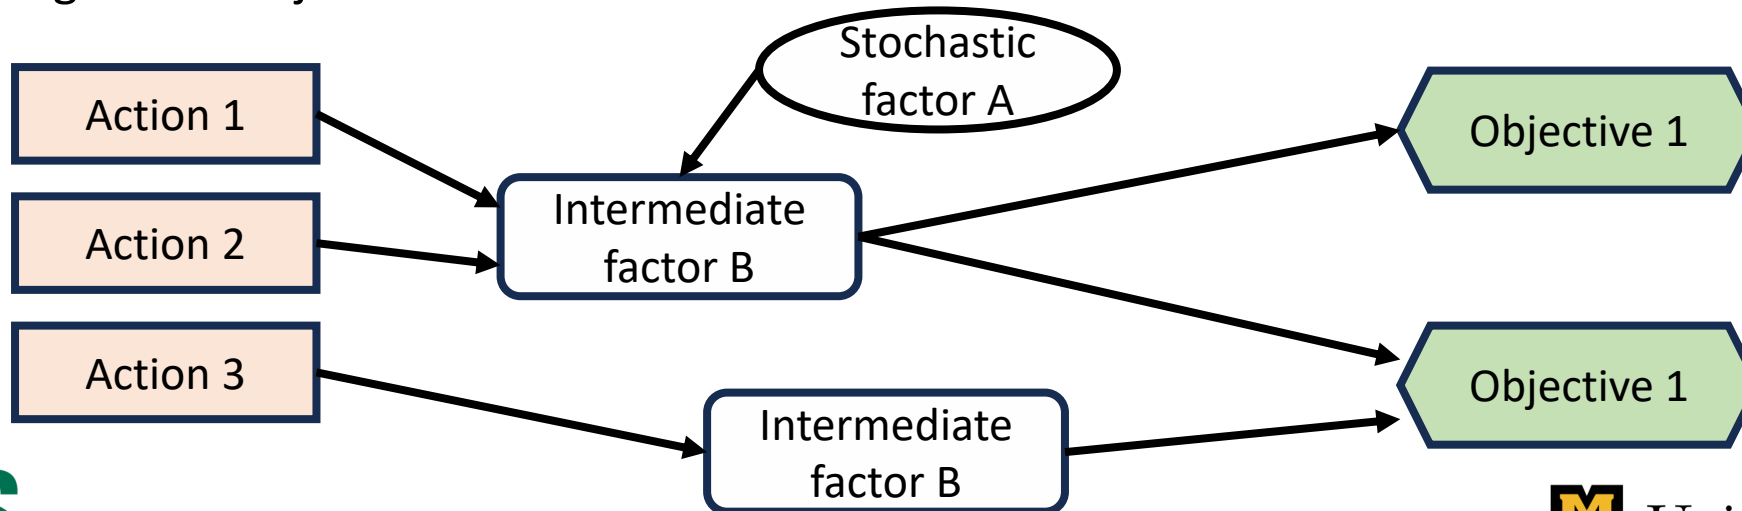 Stochastic
factor A
Action 1
Objective 1
Intermediate
factor B
Action 2
Action 3
Objective 1
Intermediate
factor B
M